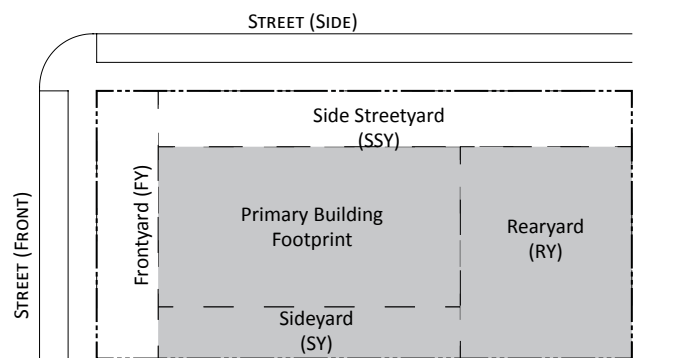 STREET (SIDE)
Side Streetyard
(SSY)
STREET (FRONT)
Frontyard (FY)
Primary Building
Footprint
Rearyard
(RY)
Sideyard
(SY)